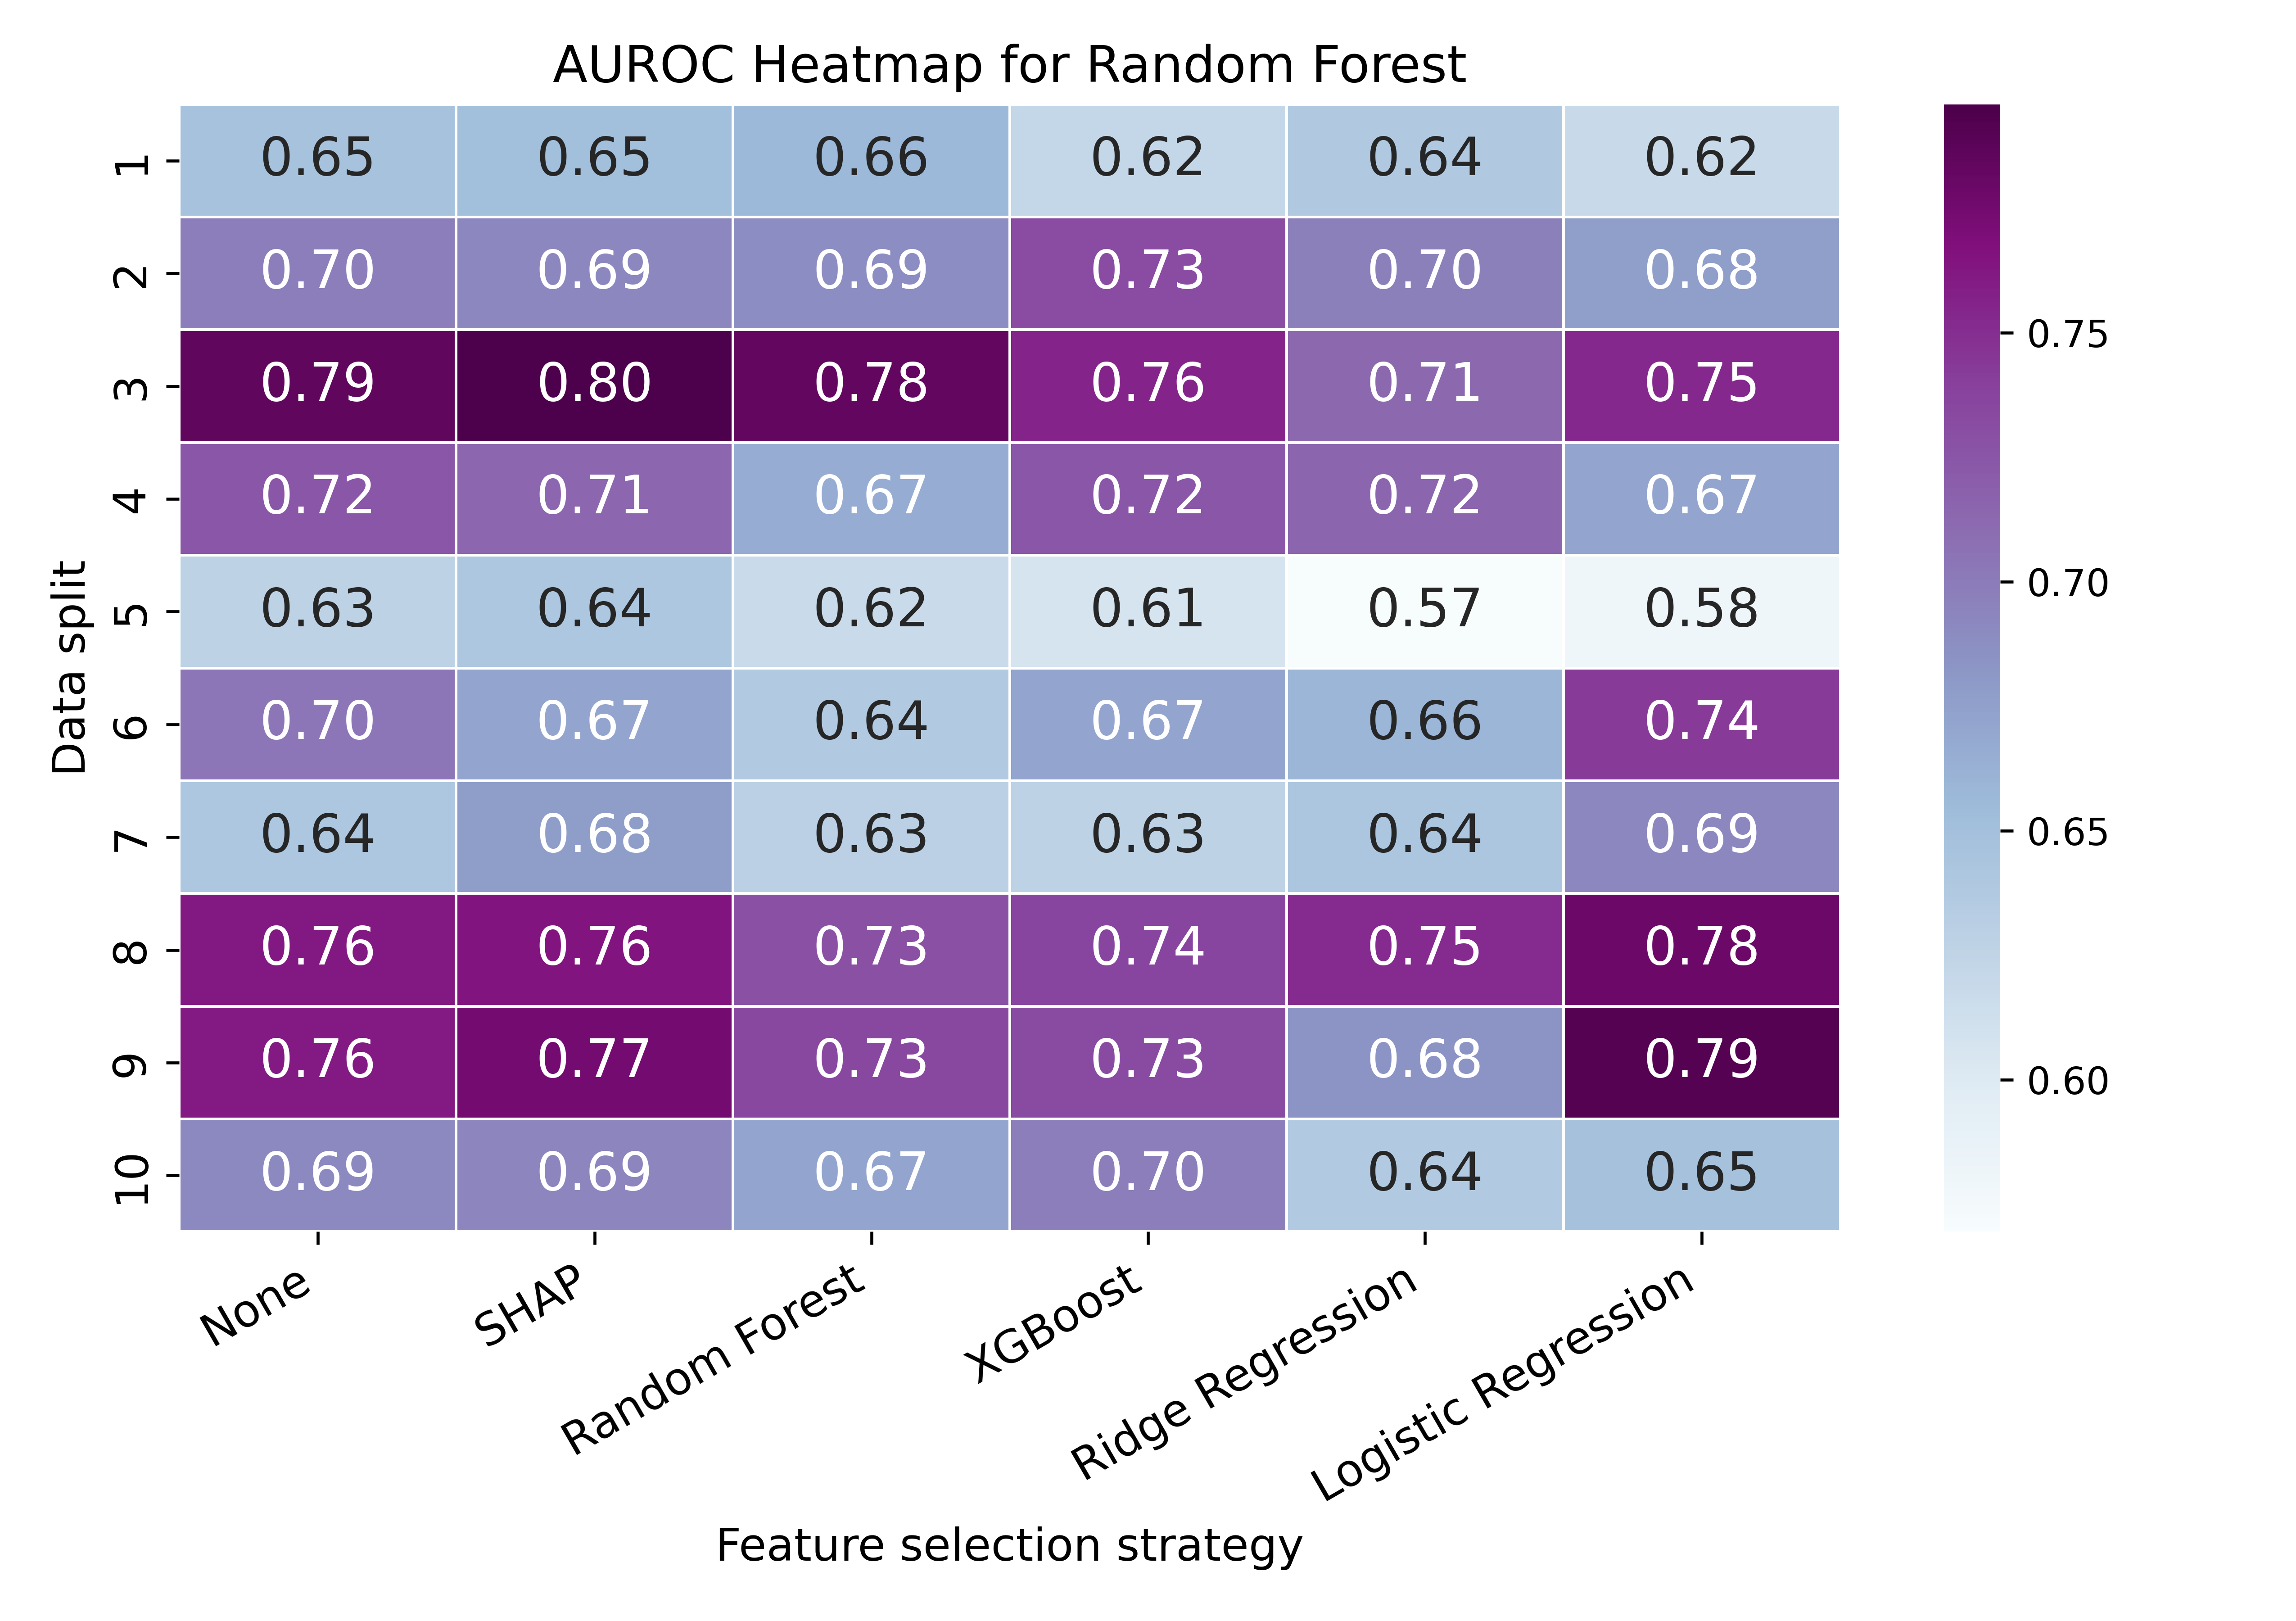 AUROC Heatmap for Random Forest
Data split
1 0.65 0.65 0.66 0.62 0.64 0.62
2 0.70 0.69 0.69 0.73 0.70 0.68
3 0.79 0.80 0.78 0.76 0.71 0.75
4 0.72 0.71 0.67 0.72 0.72 0.67
5 0.63 0.64 0.62 0.61 0.57 0.58
6 0.70 0.67 0.64 0.67 0.66 0.74
7 0.64 0.68 0.63 0.63 0.64 0.69
8 0.76 0.76 0.73 0.74 0.75 0.78
9 0.76 0.77 0.73 0.73 0.68 0.79
10 0.69 0.69 0.67 0.70 0.64 0.65
None
SHAP
Random Forest
XGBoost
Ridge Regression
Logistic Regression
Feature selection strategy
0.75
0.70
0.65
0.60